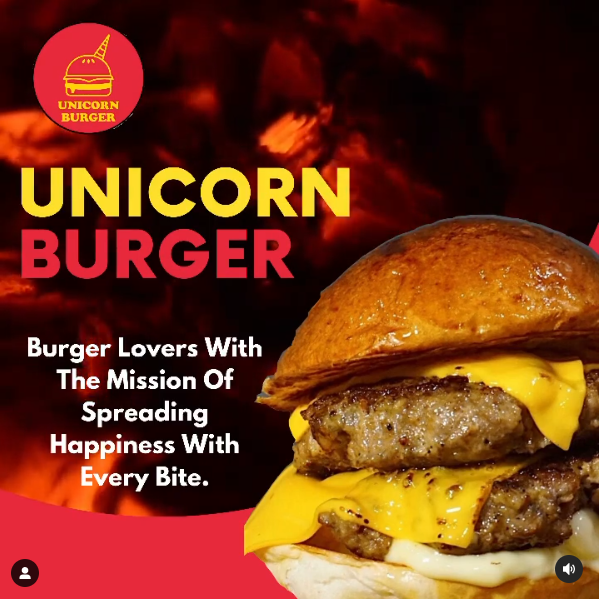 UNICORN
BURGER
UNICORN
BURGER
Burger Lovers With
The Mission Of
Spreading
Happiness With
Every Bite.